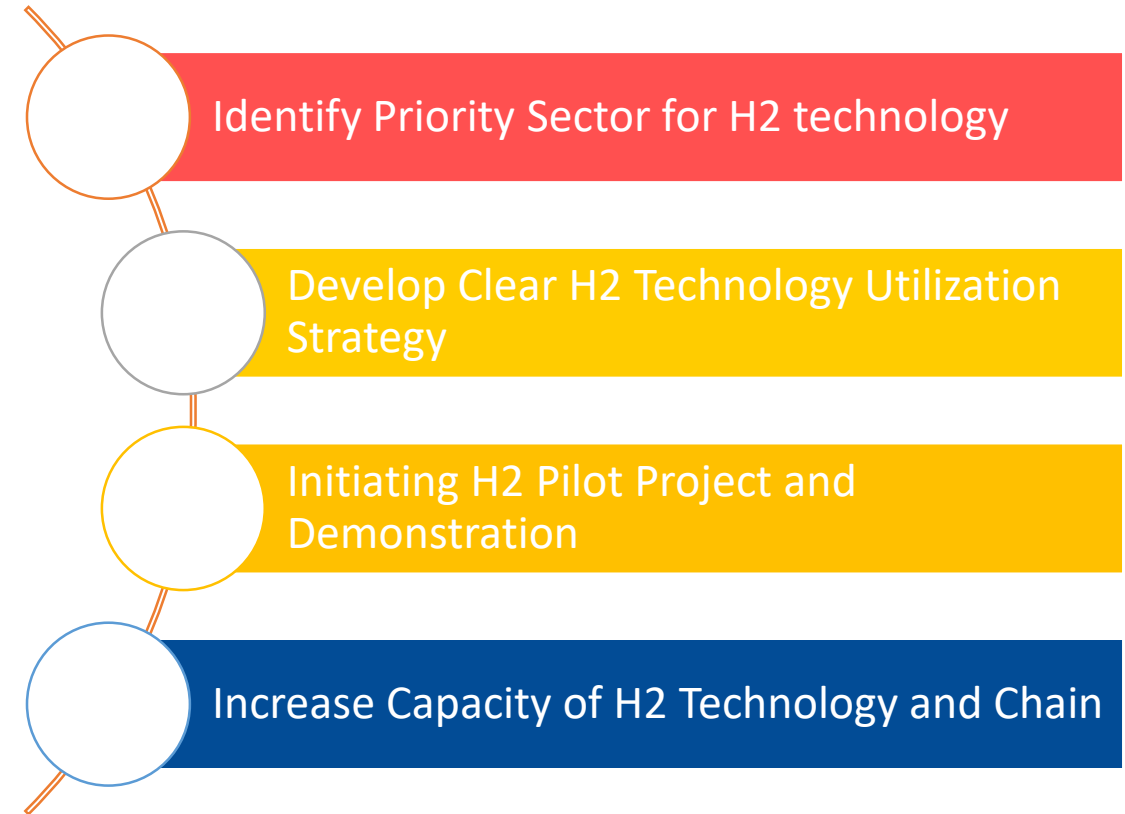 Identify Priority Sector for H2 technology
Develop Clear H2 Technology Utilization
Strategy
Initiating H2 Pilot Project and
Demonstration
Increase Capacity of H2 Technology and Chain